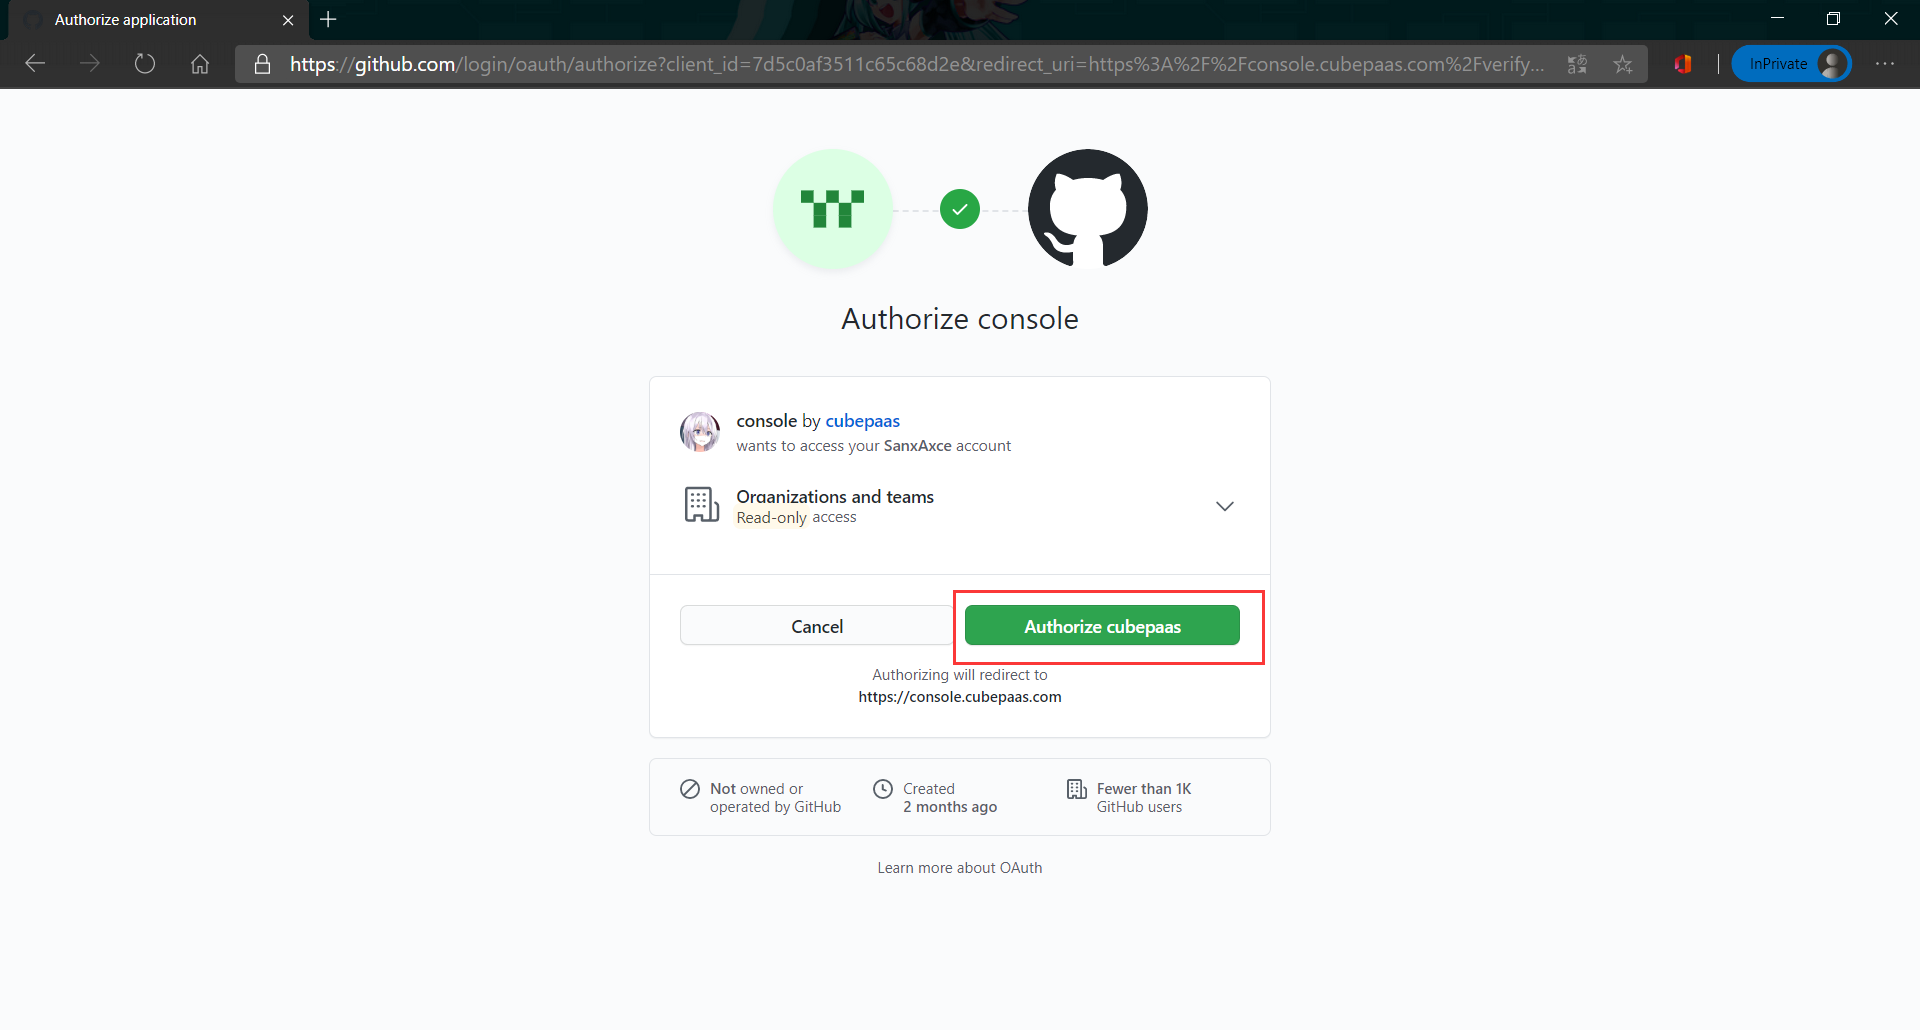 Authorize application
https://github.com/login/oauth/authorize?client_id=7d5c0af3511c65c68d2e&redirect_uri=https%3A%2F%2Fconsole.cubepaas.com%2Fverify...
InPrivate
Authorize console
console by cubepaas
wants to access your SanxAxce account
Organizations and teams
Read-only access
Cancel
Authorize cubepaas
Authorizing will redirect to
https://console.cubepaas.com
Not owned or
operated by GitHub
Created
2 months ago
Fewer than 1K
GitHub users
Learn more about OAuth